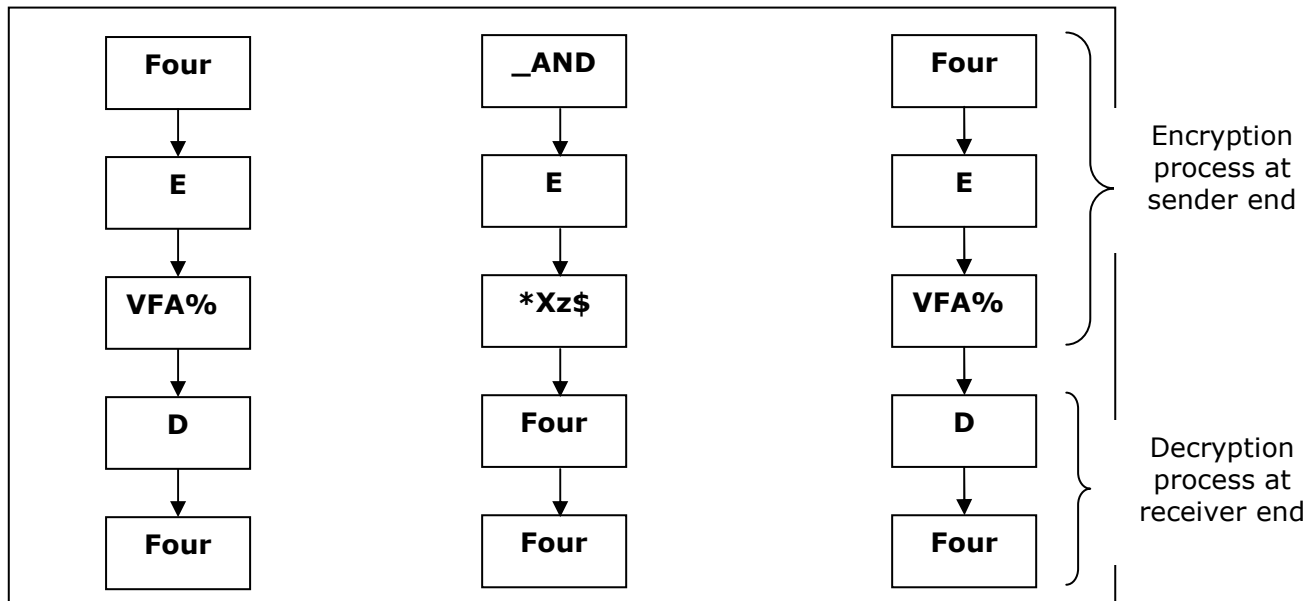 Four _AND Four
E E E
VFA% *Xz$ VFA%
D Four D
Four Four Four
Encryption
process at
sender end
Decryption
process at
receiver end